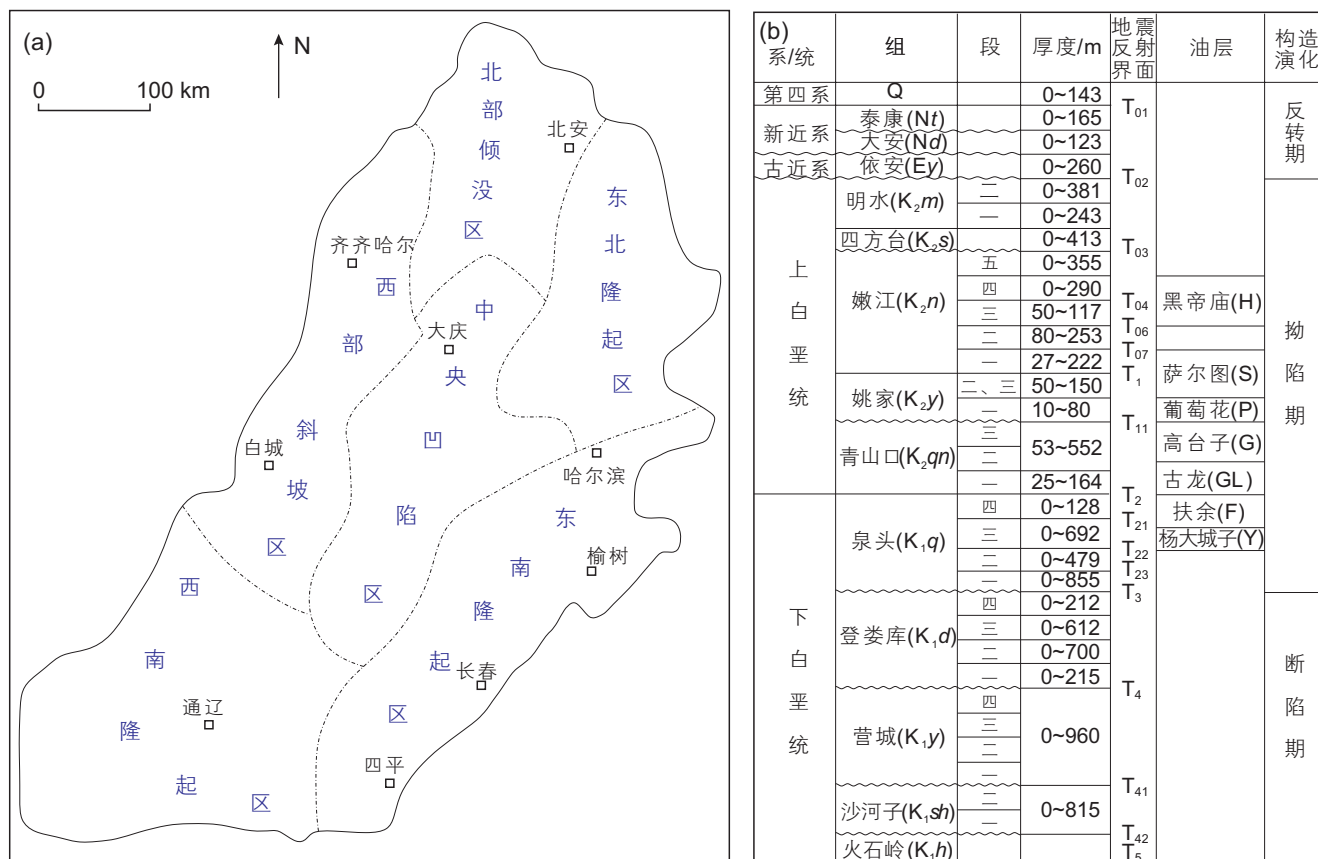 (a)
N
0 100 km
北部倾没区
北安
东北隆起区
齐齐哈尔
西部斜坡区
大庆
中央凹陷区
白城
哈尔滨
东南隆起区
榆树
西南隆起区
长春
通辽
四平
(b)
系/统 组 段 厚度/m 地震反射界面 油层 构造演化
第四系 Q 0~143
T01
反转期
新近系 泰康(Nt) 0~165
大安(Nd) 0~123
古近系 依安(Ey) 0~260
T02
上白垩统 明水(K2m) 二 0~381
一 0~243
四方台(K2s) 0~413
T03
拗陷期
嫩江(K2n) 五 0~355
四 0~290
T04 黑帝庙(H)
三 50~117
T06
二 80~253
T07
一 27~222
T1 萨尔图(S)
姚家(K2y) 二、三 50~150
一 10~80 葡萄花(P)
T11
青山口(K2qn) 三
二 53~552 高台子(G)
一 25~164 古龙(GL)
T2
下白垩统 泉头(K1q) 四 0~128 扶余(F)
T21
三 0~692 杨大城子(Y)
T22
二 0~479
T23
一 0~855
T3
登娄库(K1d) 四 0~212
三 0~612
二 0~700
一 0~215
T4
断陷期
营城(K1y) 四
三
二
一
0~960
T41
沙河子(K1sh) 二
一
0~815
T42
火石岭(K1h)
T5